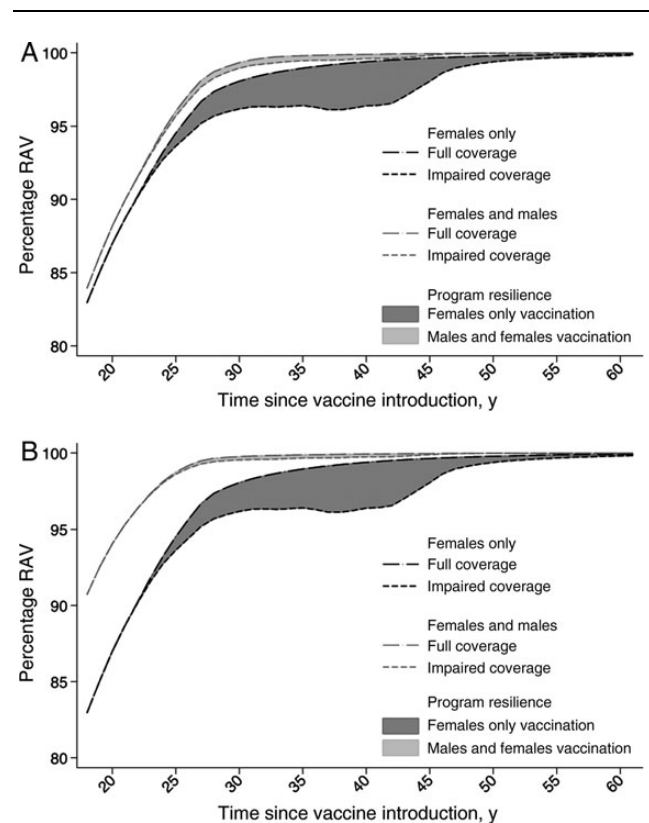 A
100
95
90
85
80
Percentage RAV
Females only
Full coverage
Impaired coverage
Females and males
Full coverage
Impaired coverage
Program resilience
Females only vaccination
Males and females vaccination
20 25 30 35 40 45 50 55 60
Time since vaccine introduction, y
B
100
95
90
85
80
Percentage RAV
Females only
Full coverage
Impaired coverage
Females and males
Full coverage
Impaired coverage
Program resilience
Females only vaccination
Males and females vaccination
20 25 30 35 40 45 50 55 60
Time since vaccine introduction, y